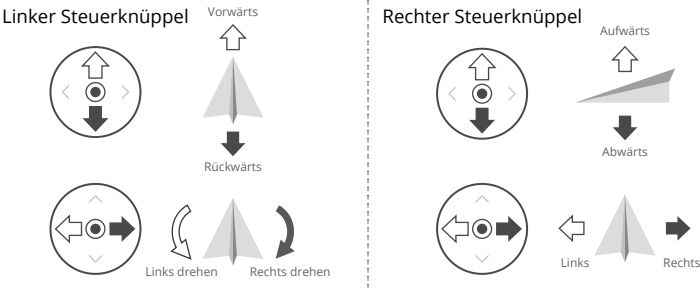 Linker Steuerknüppel
Vorwärts
Rückwärts
Links drehen
Rechts drehen
Rechter Steuerknüppel
Aufwärts
Abwärts
Links
Rechts